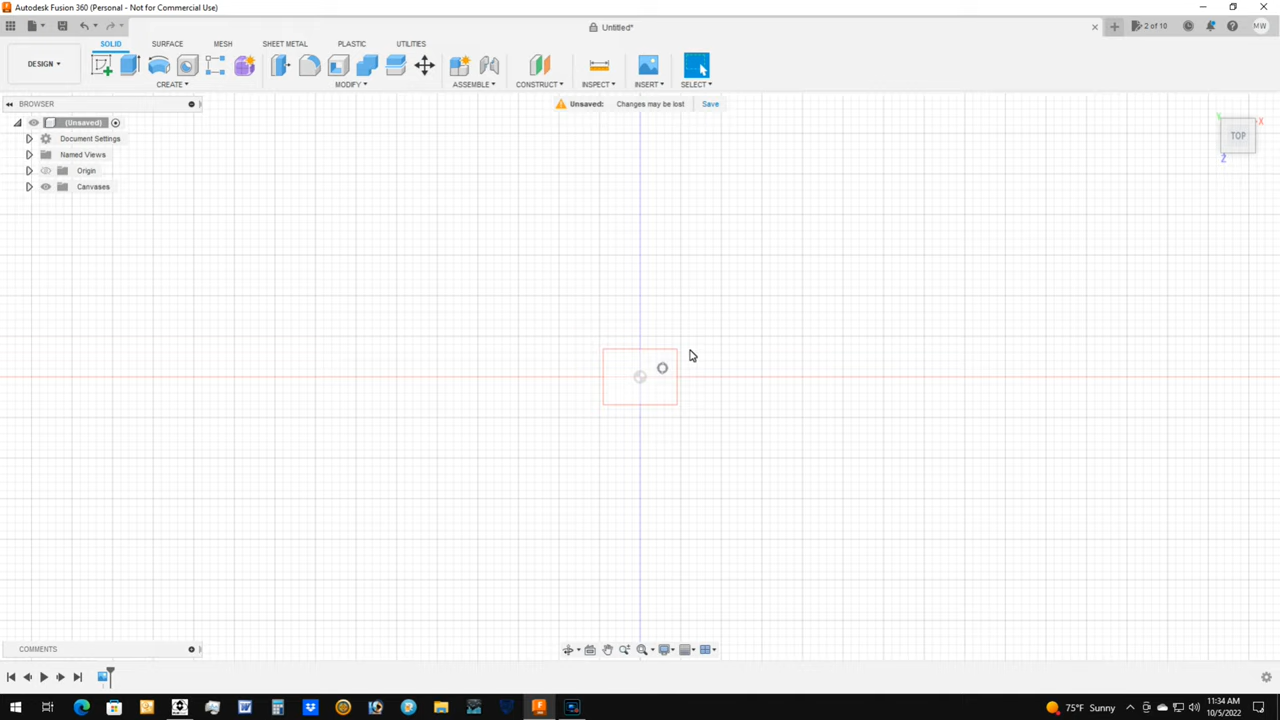 Autodesk Fusion 360 (Personal - Not for Commercial Use)
Untitled*
2 of 10
MW
SOLID SURFACE MESH SHEET METAL PLASTIC UTILITIES
DESIGN
CREATE MODIFY ASSEMBLE CONSTRUCT INSPECT INSERT SELECT
BROWSER
Unsaved: Changes may be lost Save
(Unsaved)
Document Settings
Named Views
Origin
Canvases
Y
X
TOP
Z
COMMENTS
75°F Sunny
11:34 AM
10/5/2022